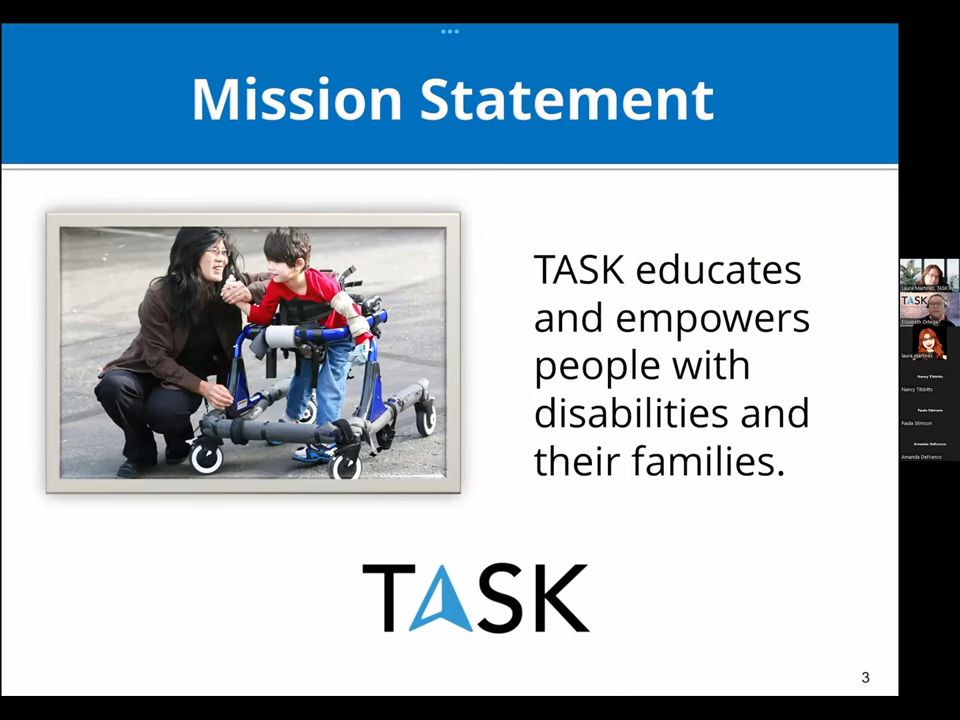 Mission Statement
TASK educates
and empowers
people with
disabilities and
their families.
TASK
3
Laura Martinez, TASK
TASK
Elizabeth Ortega
laura martinez
Nancy Tibbitts
Nancy Tibbitts
Paula Stimson
Paula Stimson
Amanda DeFranco
Amanda DeFranco